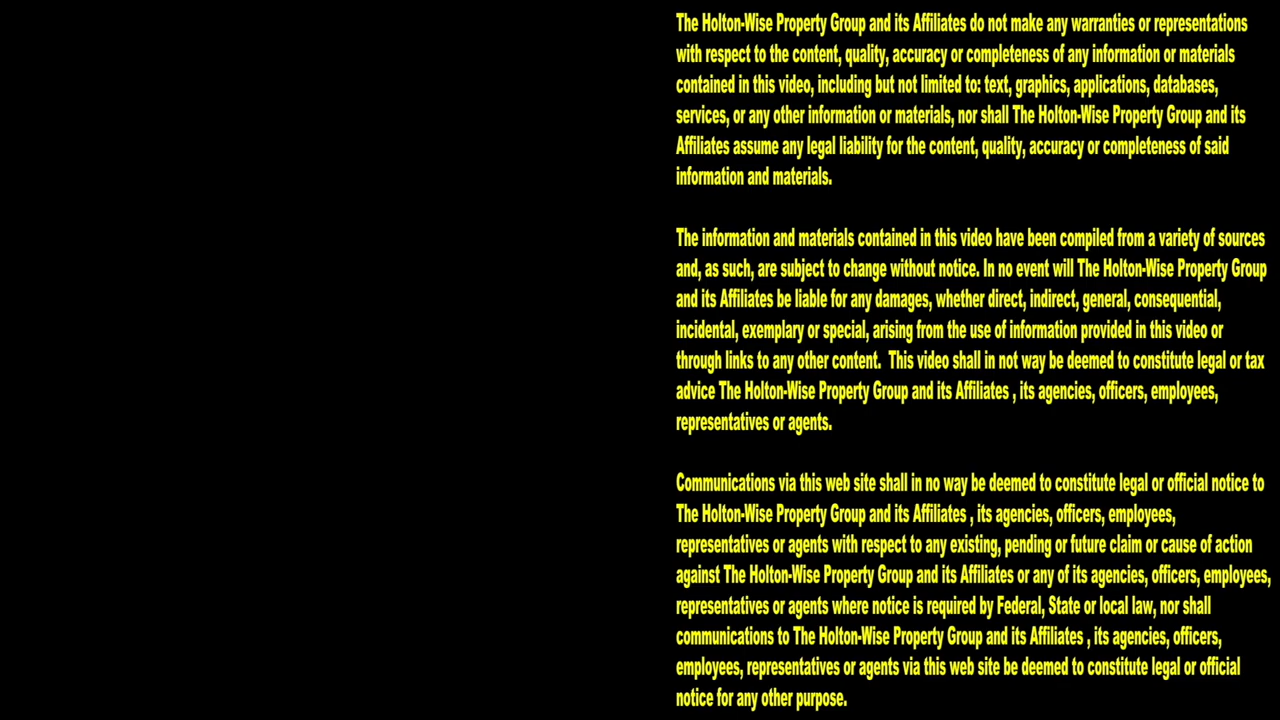 The Holton-Wise Property Group and its Affiliates do not make any warranties or representations
with respect to the content, quality, accuracy or completeness of any information or materials
contained in this video, including but not limited to: text, graphics, applications, databases,
services, or any other information or materials, nor shall The Holton-Wise Property Group and its
Affiliates assume any legal liability for the content, quality, accuracy or completeness of said
information and materials.
The information and materials contained in this video have been compiled from a variety of sources
and, as such, are subject to change without notice. In no event will The Holton-Wise Property Group
and its Affiliates be liable for any damages, whether direct, indirect, general, consequential,
incidental, exemplary or special, arising from the use of information provided in this video or
through links to any other content.  This video shall in not way be deemed to constitute legal or tax
advice The Holton-Wise Property Group and its Affiliates , its agencies, officers, employees,
representatives or agents.
Communications via this web site shall in no way be deemed to constitute legal or official notice to
The Holton-Wise Property Group and its Affiliates , its agencies, officers, employees,
representatives or agents with respect to any existing, pending or future claim or cause of action
against The Holton-Wise Property Group and its Affiliates or any of its agencies, officers, employees,
representatives or agents where notice is required by Federal, State or local law, nor shall
communications to The Holton-Wise Property Group and its Affiliates , its agencies, officers,
employees, representatives or agents via this web site be deemed to constitute legal or official
notice for any other purpose.